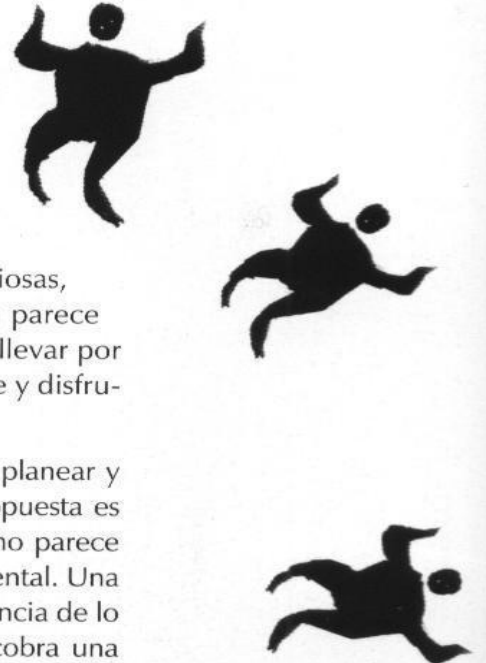 iosas,
parece
llevar por
e y disfru-
planear y
puesta es
no parece
ental. Una
ncia de lo
cobra una